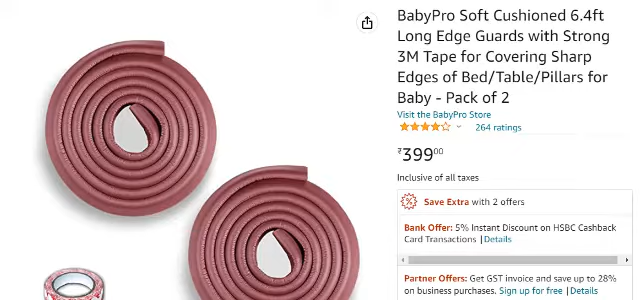 BabyPro Soft Cushioned 6.4ft
Long Edge Guards with Strong
3M Tape for Covering Sharp
Edges of Bed/Table/Pillars for
Baby - Pack of 2
Visit the BabyPro Store
264 ratings
₹39900
Inclusive of all taxes
Save Extra with 2 offers
Bank Offer: 5% Instant Discount on HSBC Cashback
Card Transactions |Details
Partner Offers: Get GST invoice and save up to 28%
on business purchases. Sign up for free |Details